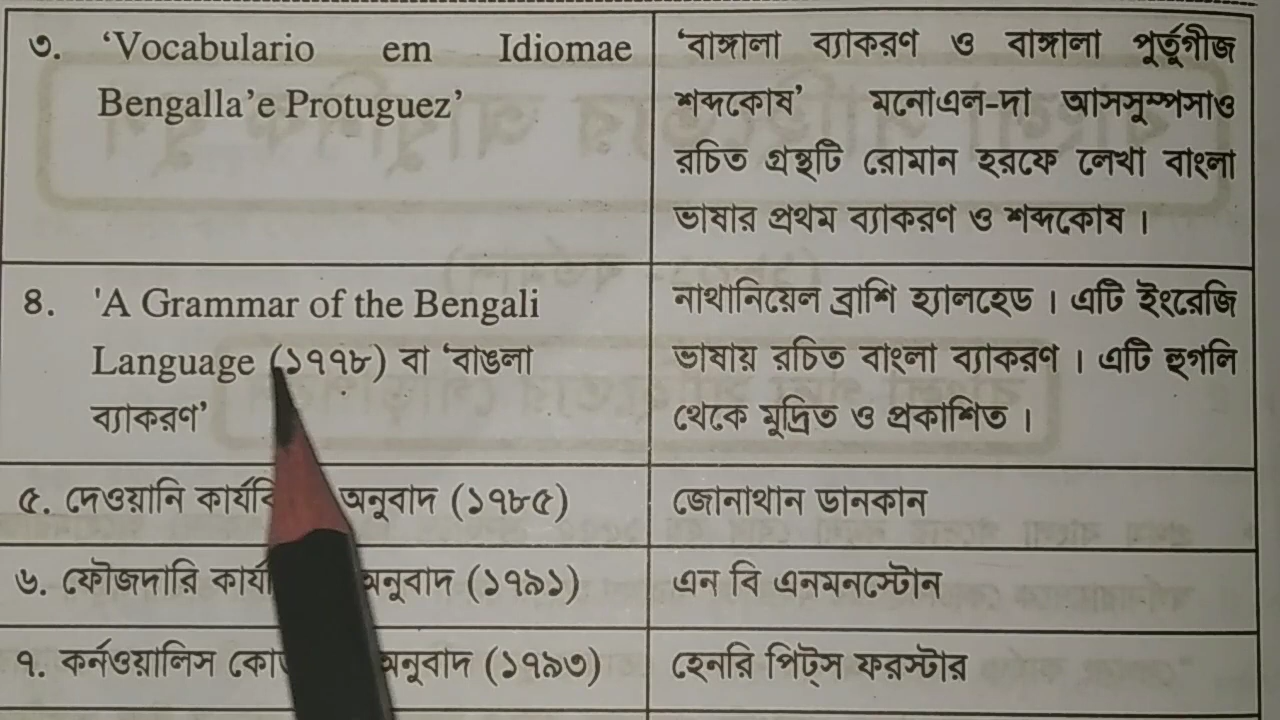 ৩. ‘Vocabulario em Idiomae
Bengalla’e Protuguez’
‘বাঙ্গালা ব্যাকরণ ও বাঙ্গালা পুর্তূগীজ
শব্দকোষ’ মনোএল-দা আসসুম্পসাও
রচিত গ্রন্থটি রোমান হরফে লেখা বাংলা
ভাষার প্রথম ব্যাকরণ ও শব্দকোষ ।
৪. 'A Grammar of the Bengali
Language (১৭৭৮) বা ‘বাঙলা
ব্যাকরণ’
নাথানিয়েল ব্রাশি হ্যালহেড । এটি ইংরেজি
ভাষায় রচিত বাংলা ব্যাকরণ । এটি হুগলি
থেকে মুদ্রিত ও প্রকাশিত ।
৫. দেওয়ানি অনুবাদ (১৭৮৫)
জোনাথান ডানকান
৬. ফৌজদারি অনুবাদ (১৭৯১)
এন বি এনমনস্টোন
৭. কর্নওয়ালিস অনুবাদ (১৭৯৩)
হেনরি পিট্স ফরস্টার